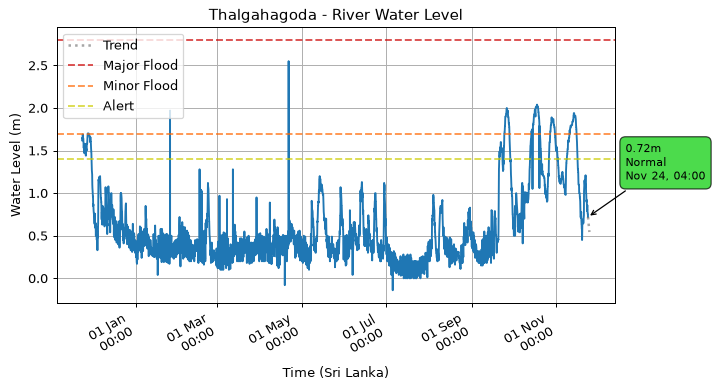 Thalgahagoda - River Water Level
Trend
Major Flood
Minor Flood
Alert
Water Level (m)
2.5
2.0
1.5
1.0
0.5
0.0
0.72m
Normal
Nov 24, 04:00
01 Jan
00:00
01 Mar
00:00
01 May
00:00
01 Jul
00:00
01 Sep
00:00
01 Nov
00:00
Time (Sri Lanka)